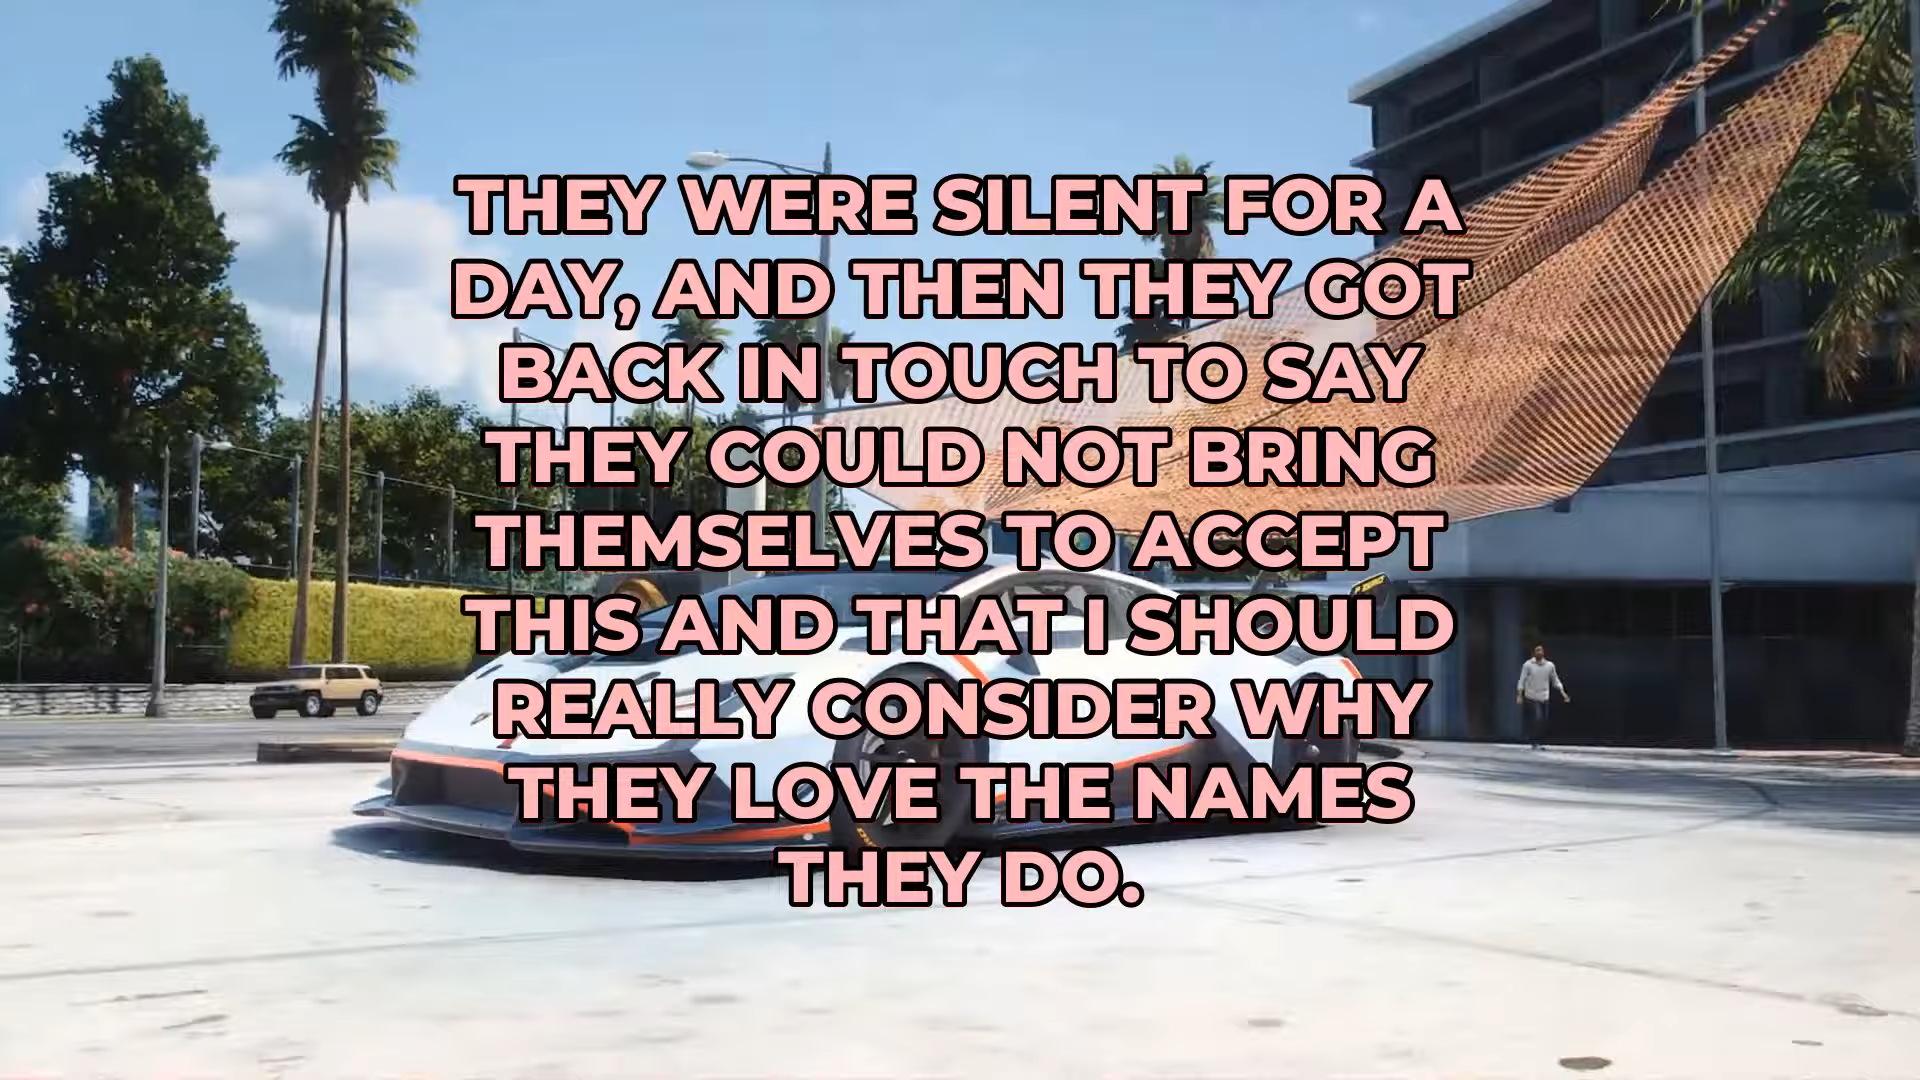 THEY WERE SILENT FOR A
DAY, AND THEN THEY GOT
BACK IN TOUCH TO SAY
THEY COULD NOT BRING
THEMSELVES TO ACCEPT
THIS AND THAT I SHOULD
REALLY CONSIDER WHY
THEY LOVE THE NAMES
THEY DO.